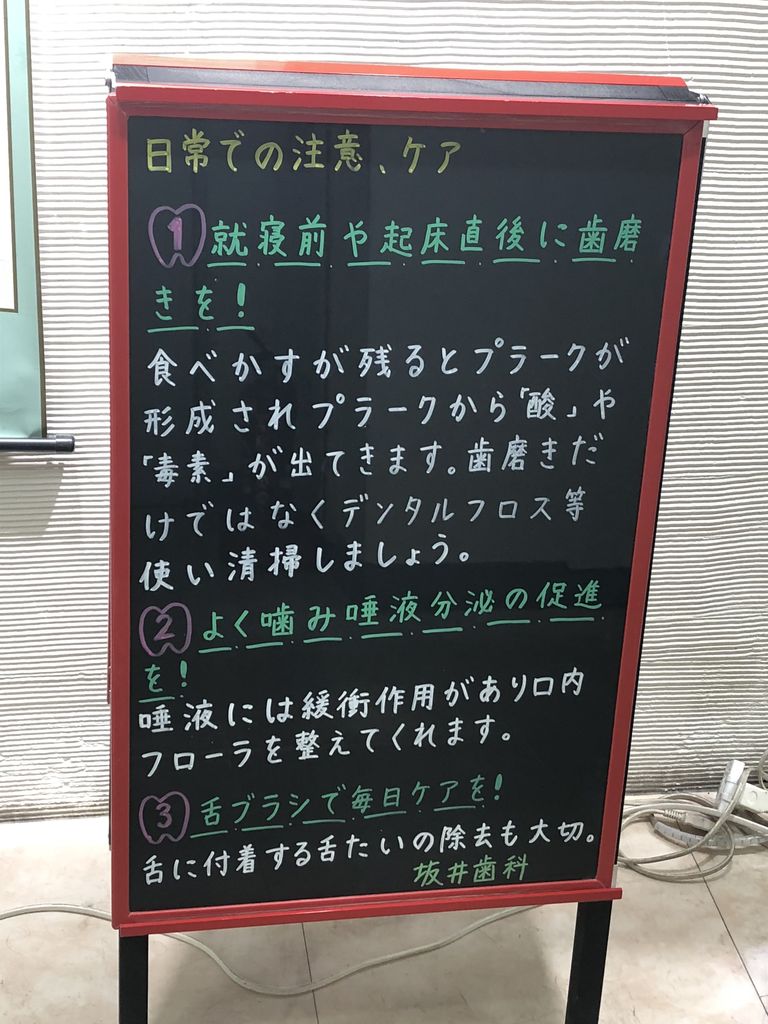 日常での注意、ケア
1 就寝前や起床直後に歯磨
きを!
食べかすが残るとプラークが
形成されプラークから「酸」や
「毒素」が出てきます。歯磨きだ
けではなくデンタルフロス等
使い清掃しましょう。
2 よく噛み唾液分泌の促進
を!
唾液には緩衝作用があり口内
フローラを整えてくれます。
3 舌ブラシで毎日ケアを!
舌に付着する舌たいの除去も大切。
坂井歯科